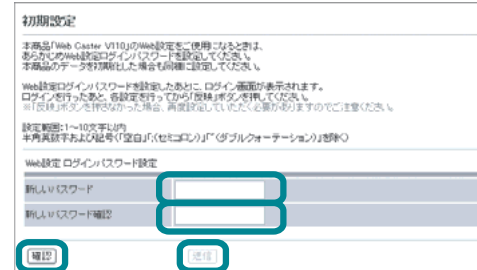 初期設定
本商品「Web Caster V110」のWeb設定をご使用になるときは、
あらかじめWeb設定ログインパスワードを設定してください。
本商品のデータを初期化した場合も同様に設定してください。
Web設定ログインパスワードを設定したあとに、ログイン画面が表示されます。
ログインを行ったあと、各設定を行ってから「反映」ボタンを押してください。
※「反映」ボタンを押さなかった場合、再度設定していただく必要がありますのでご注意ください。
設定範囲:1～10文字以内
半角英数字および記号(「空白」「;(セミコロン)」「"(ダブルクォーテーション)」を除く)
Web設定 ログインパスワード設定
新しいパスワード
新しいパスワード確認
確認 送信